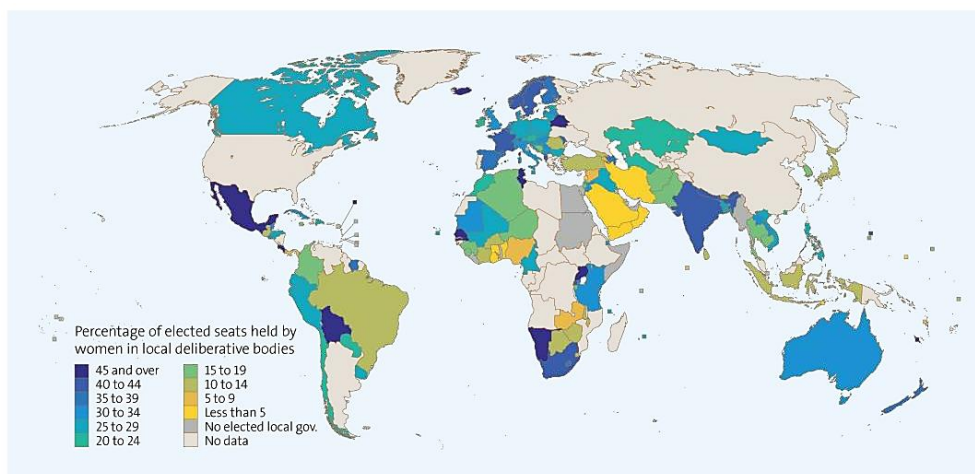 Percentage of elected seats held by
women in local deliberative bodies
45 and over
40 to 44
35 to 39
30 to 34
25 to 29
20 to 24
15 to 19
10 to 14
5 to 9
Less than 5
No elected local gov.
No data